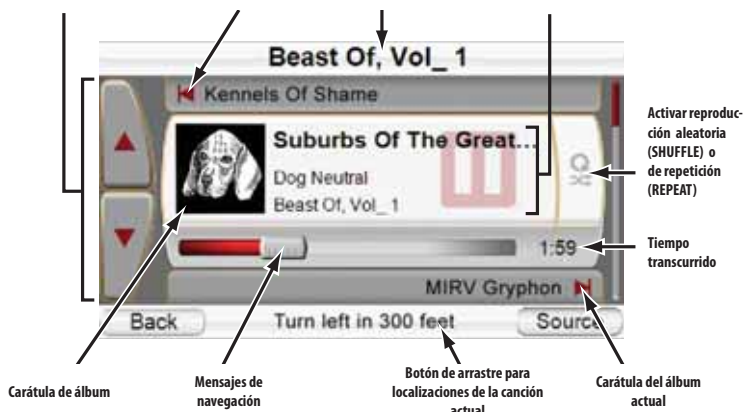 Beast Of, Vol_ 1
Kennels Of Shame
Suburbs Of The Great...
Dog Neutral
Beast Of, Vol_ 1
1:59
MIRV Gryphon
Back
Turn left in 300 feet
Source
Activar reproduc-
ción aleatoria
(SHUFFLE) o
de repetición
(REPEAT)
Tiempo
transcurrido
Carátula de álbum
Mensajes de
navegación
Botón de arrastre para
localizaciones de la canción
actual
Carátula del álbum
actual